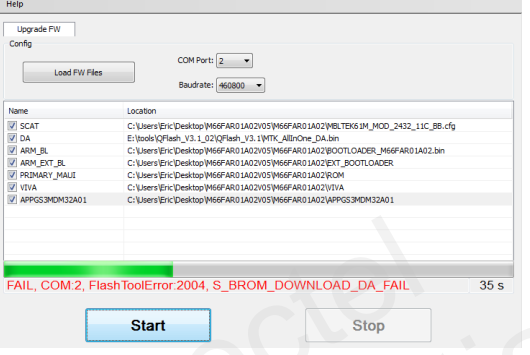 Help
Upgrade FW
Config
COM Port: 2
Load FW Files
Baudrate: 460800
Name Location
SCAT C:\Users\Eric\Desktop\M66FAR01A02V05\M66FAR01A02\MBLTEK61M_MOD_2432_11C_BB.cfg
DA E:\tools\QFlash_V3.1_02\QFlash_V3.1\MTK_AllInOne_DA.bin
ARM_BL C:\Users\Eric\Desktop\M66FAR01A02V05\M66FAR01A02\BOOTLOADER_M66FAR01A02.bin
ARM_EXT_BL C:\Users\Eric\Desktop\M66FAR01A02V05\M66FAR01A02\EXT_BOOTLOADER
PRIMARY_MAUI C:\Users\Eric\Desktop\M66FAR01A02V05\M66FAR01A02\ROM
VIVA C:\Users\Eric\Desktop\M66FAR01A02V05\M66FAR01A02\VIVA
APPGS3MDM32A01 C:\Users\Eric\Desktop\M66FAR01A02V05\M66FAR01A02\APPGS3MDM32A01
FAIL, COM:2, FlashToolError:2004, S_BROM_DOWNLOAD_DA_FAIL 35 s
Start Stop